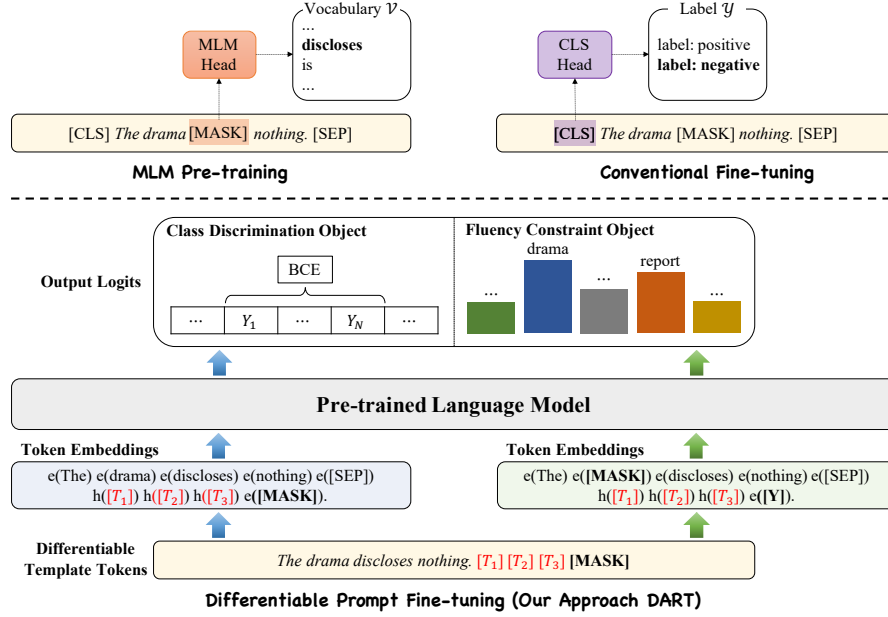 Vocabulary 𝒱
...
discloses
is
...
MLM
Head
[CLS] The drama [MASK] nothing. [SEP]
MLM Pre-training
Label 𝒴
label: positive
label: negative
CLS
Head
[CLS] The drama [MASK] nothing. [SEP]
Conventional Fine-tuning
Output Logits
Class Discrimination Object
BCE
... Y₁ ... Y_N ...
Fluency Constraint Object
drama
report
... ... ...
Pre-trained Language Model
Token Embeddings
e(The) e(drama) e(discloses) e(nothing) e([SEP])
h([T₁]) h([T₂]) h([T₃]) e([MASK]).
Token Embeddings
e(The) e([MASK]) e(discloses) e(nothing) e([SEP])
h([T₁]) h([T₂]) h([T₃]) e([Y]).
Differentiable
Template Tokens
The drama discloses nothing. [T₁] [T₂] [T₃] [MASK]
Differentiable Prompt Fine-tuning (Our Approach DART)